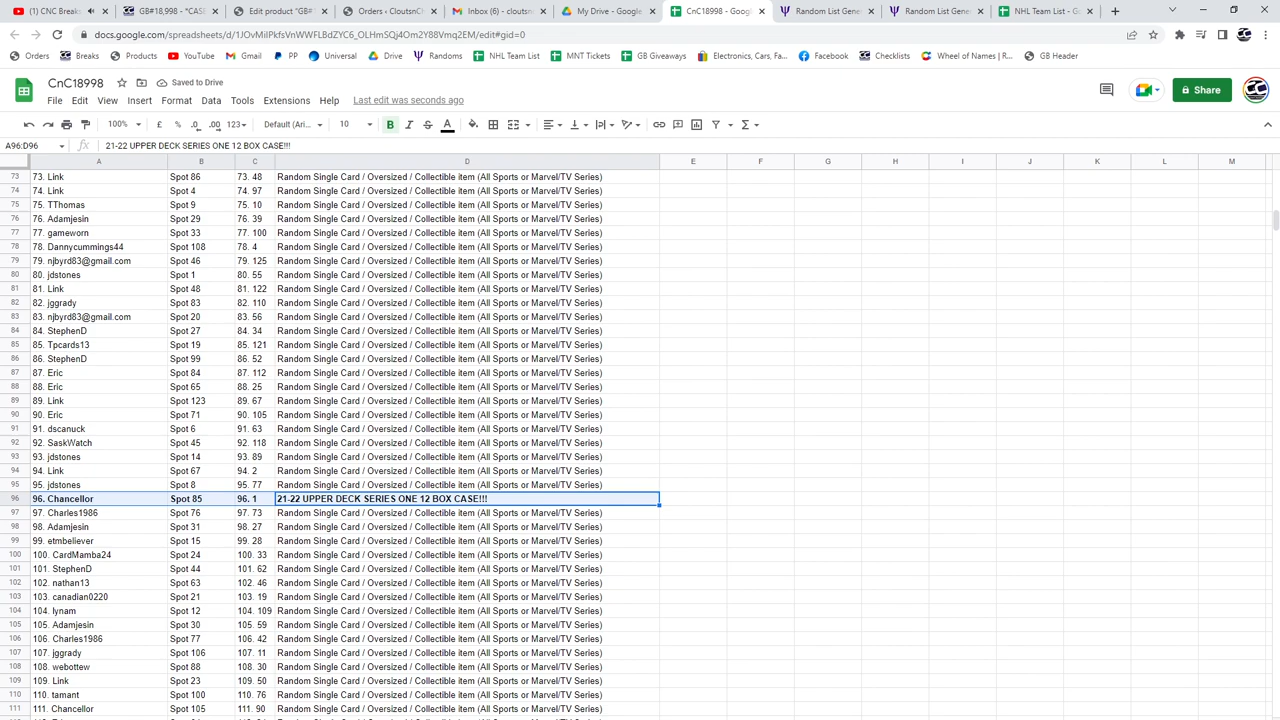 (1) CNC Breaks
GB#18,998 - "CASE
Edit product "GB#1
Orders ‹ CloutsnC
Inbox (6) - cloutsn
My Drive - Google
CnC18998 - Goog
Random List Gene
Random List Gene
NHL Team List - G
docs.google.com/spreadsheets/d/1JOvMiIPkfsVnWWFLBdZYC6_OLHmSQj4Om2Y88Vmq2EM/edit#gid=0
Orders Breaks Products YouTube Gmail PP Universal Drive Randoms NHL Team List MNT Tickets GB Giveaways Electronics, Cars, Fa... Facebook Checklists Wheel of Names | R... GB Header
CnC18998 Saved to Drive
File Edit View Insert Format Data Tools Extensions Help Last edit was seconds ago
Share
100% £ % .0 .00 123 Default (Ari... 10 B I S A
A96:D96 fx 21-22 UPPER DECK SERIES ONE 12 BOX CASE!!!
A B C D E F G H I J K L M
73 73. Link Spot 86 73. 48 Random Single Card / Oversized / Collectible item (All Sports or Marvel/TV Series)
74 74. Link Spot 4 74. 97 Random Single Card / Oversized / Collectible item (All Sports or Marvel/TV Series)
75 75. TThomas Spot 9 75. 10 Random Single Card / Oversized / Collectible item (All Sports or Marvel/TV Series)
76 76. Adamjesin Spot 29 76. 39 Random Single Card / Oversized / Collectible item (All Sports or Marvel/TV Series)
77 77. gameworn Spot 33 77. 100 Random Single Card / Oversized / Collectible item (All Sports or Marvel/TV Series)
78 78. Dannycummings44 Spot 108 78. 4 Random Single Card / Oversized / Collectible item (All Sports or Marvel/TV Series)
79 79. njbyrd83@gmail.com Spot 46 79. 125 Random Single Card / Oversized / Collectible item (All Sports or Marvel/TV Series)
80 80. jdstones Spot 1 80. 55 Random Single Card / Oversized / Collectible item (All Sports or Marvel/TV Series)
81 81. Link Spot 48 81. 122 Random Single Card / Oversized / Collectible item (All Sports or Marvel/TV Series)
82 82. jggrady Spot 83 82. 110 Random Single Card / Oversized / Collectible item (All Sports or Marvel/TV Series)
83 83. njbyrd83@gmail.com Spot 20 83. 56 Random Single Card / Oversized / Collectible item (All Sports or Marvel/TV Series)
84 84. StephenD Spot 27 84. 34 Random Single Card / Oversized / Collectible item (All Sports or Marvel/TV Series)
85 85. Tpcards13 Spot 19 85. 121 Random Single Card / Oversized / Collectible item (All Sports or Marvel/TV Series)
86 86. StephenD Spot 99 86. 52 Random Single Card / Oversized / Collectible item (All Sports or Marvel/TV Series)
87 87. Eric Spot 84 87. 112 Random Single Card / Oversized / Collectible item (All Sports or Marvel/TV Series)
88 88. Eric Spot 65 88. 25 Random Single Card / Oversized / Collectible item (All Sports or Marvel/TV Series)
89 89. Link Spot 123 89. 67 Random Single Card / Oversized / Collectible item (All Sports or Marvel/TV Series)
90 90. Eric Spot 71 90. 105 Random Single Card / Oversized / Collectible item (All Sports or Marvel/TV Series)
91 91. dscanuck Spot 6 91. 63 Random Single Card / Oversized / Collectible item (All Sports or Marvel/TV Series)
92 92. SaskWatch Spot 45 92. 118 Random Single Card / Oversized / Collectible item (All Sports or Marvel/TV Series)
93 93. jdstones Spot 14 93. 89 Random Single Card / Oversized / Collectible item (All Sports or Marvel/TV Series)
94 94. Link Spot 67 94. 2 Random Single Card / Oversized / Collectible item (All Sports or Marvel/TV Series)
95 95. jdstones Spot 8 95. 77 Random Single Card / Oversized / Collectible item (All Sports or Marvel/TV Series)
96 96. Chancellor Spot 85 96. 1 21-22 UPPER DECK SERIES ONE 12 BOX CASE!!!
97 97. Charles1986 Spot 76 97. 73 Random Single Card / Oversized / Collectible item (All Sports or Marvel/TV Series)
98 98. Adamjesin Spot 31 98. 27 Random Single Card / Oversized / Collectible item (All Sports or Marvel/TV Series)
99 99. etmbeliever Spot 15 99. 28 Random Single Card / Oversized / Collectible item (All Sports or Marvel/TV Series)
100 100. CardMamba24 Spot 24 100. 33 Random Single Card / Oversized / Collectible item (All Sports or Marvel/TV Series)
101 101. StephenD Spot 44 101. 62 Random Single Card / Oversized / Collectible item (All Sports or Marvel/TV Series)
102 102. nathan13 Spot 63 102. 46 Random Single Card / Oversized / Collectible item (All Sports or Marvel/TV Series)
103 103. canadian0220 Spot 21 103. 19 Random Single Card / Oversized / Collectible item (All Sports or Marvel/TV Series)
104 104. lynam Spot 12 104. 109 Random Single Card / Oversized / Collectible item (All Sports or Marvel/TV Series)
105 105. Adamjesin Spot 30 105. 59 Random Single Card / Oversized / Collectible item (All Sports or Marvel/TV Series)
106 106. Charles1986 Spot 77 106. 42 Random Single Card / Oversized / Collectible item (All Sports or Marvel/TV Series)
107 107. jggrady Spot 106 107. 11 Random Single Card / Oversized / Collectible item (All Sports or Marvel/TV Series)
108 108. webottew Spot 88 108. 30 Random Single Card / Oversized / Collectible item (All Sports or Marvel/TV Series)
109 109. Link Spot 23 109. 50 Random Single Card / Oversized / Collectible item (All Sports or Marvel/TV Series)
110 110. tamant Spot 100 110. 76 Random Single Card / Oversized / Collectible item (All Sports or Marvel/TV Series)
111 111. Chancellor Spot 105 111. 90 Random Single Card / Oversized / Collectible item (All Sports or Marvel/TV Series)